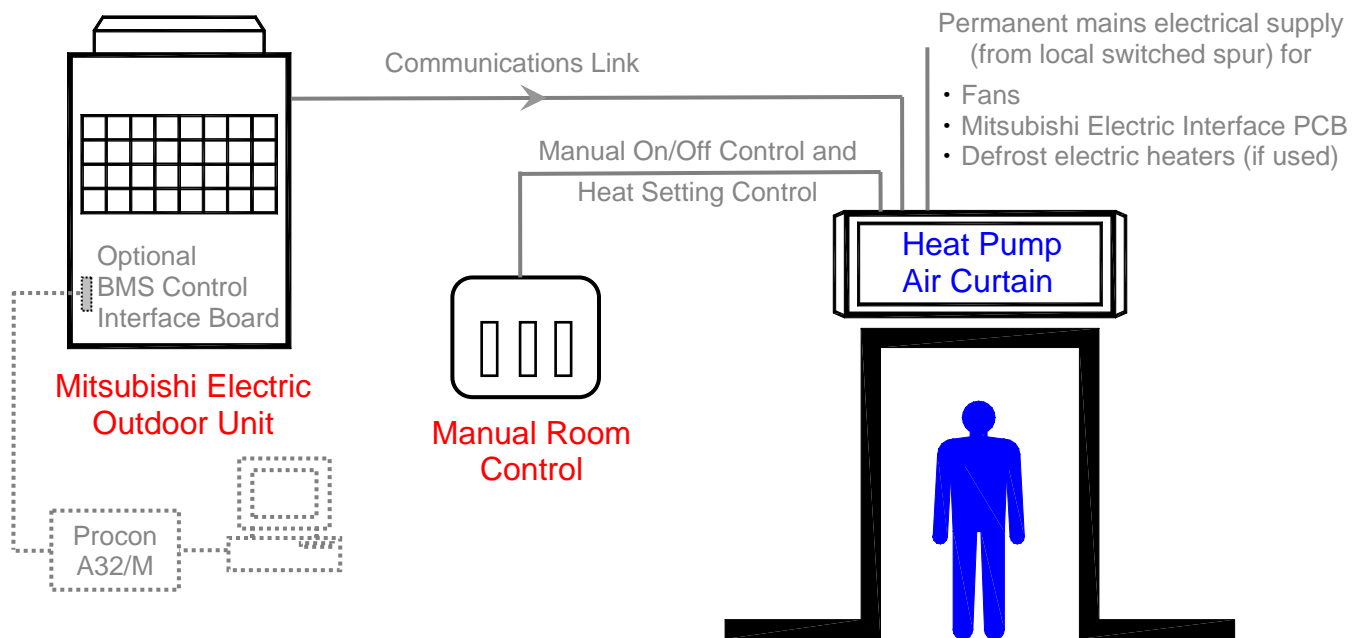 Permanent mains electrical supply
(from local switched spur) for
· Fans
· Mitsubishi Electric Interface PCB
· Defrost electric heaters (if used)
Communications Link
Manual On/Off Control and
Heat Setting Control
Heat Pump
Air Curtain
Optional
BMS Control
Interface Board
Mitsubishi Electric
Outdoor Unit
Manual Room
Control
Procon
A32/M